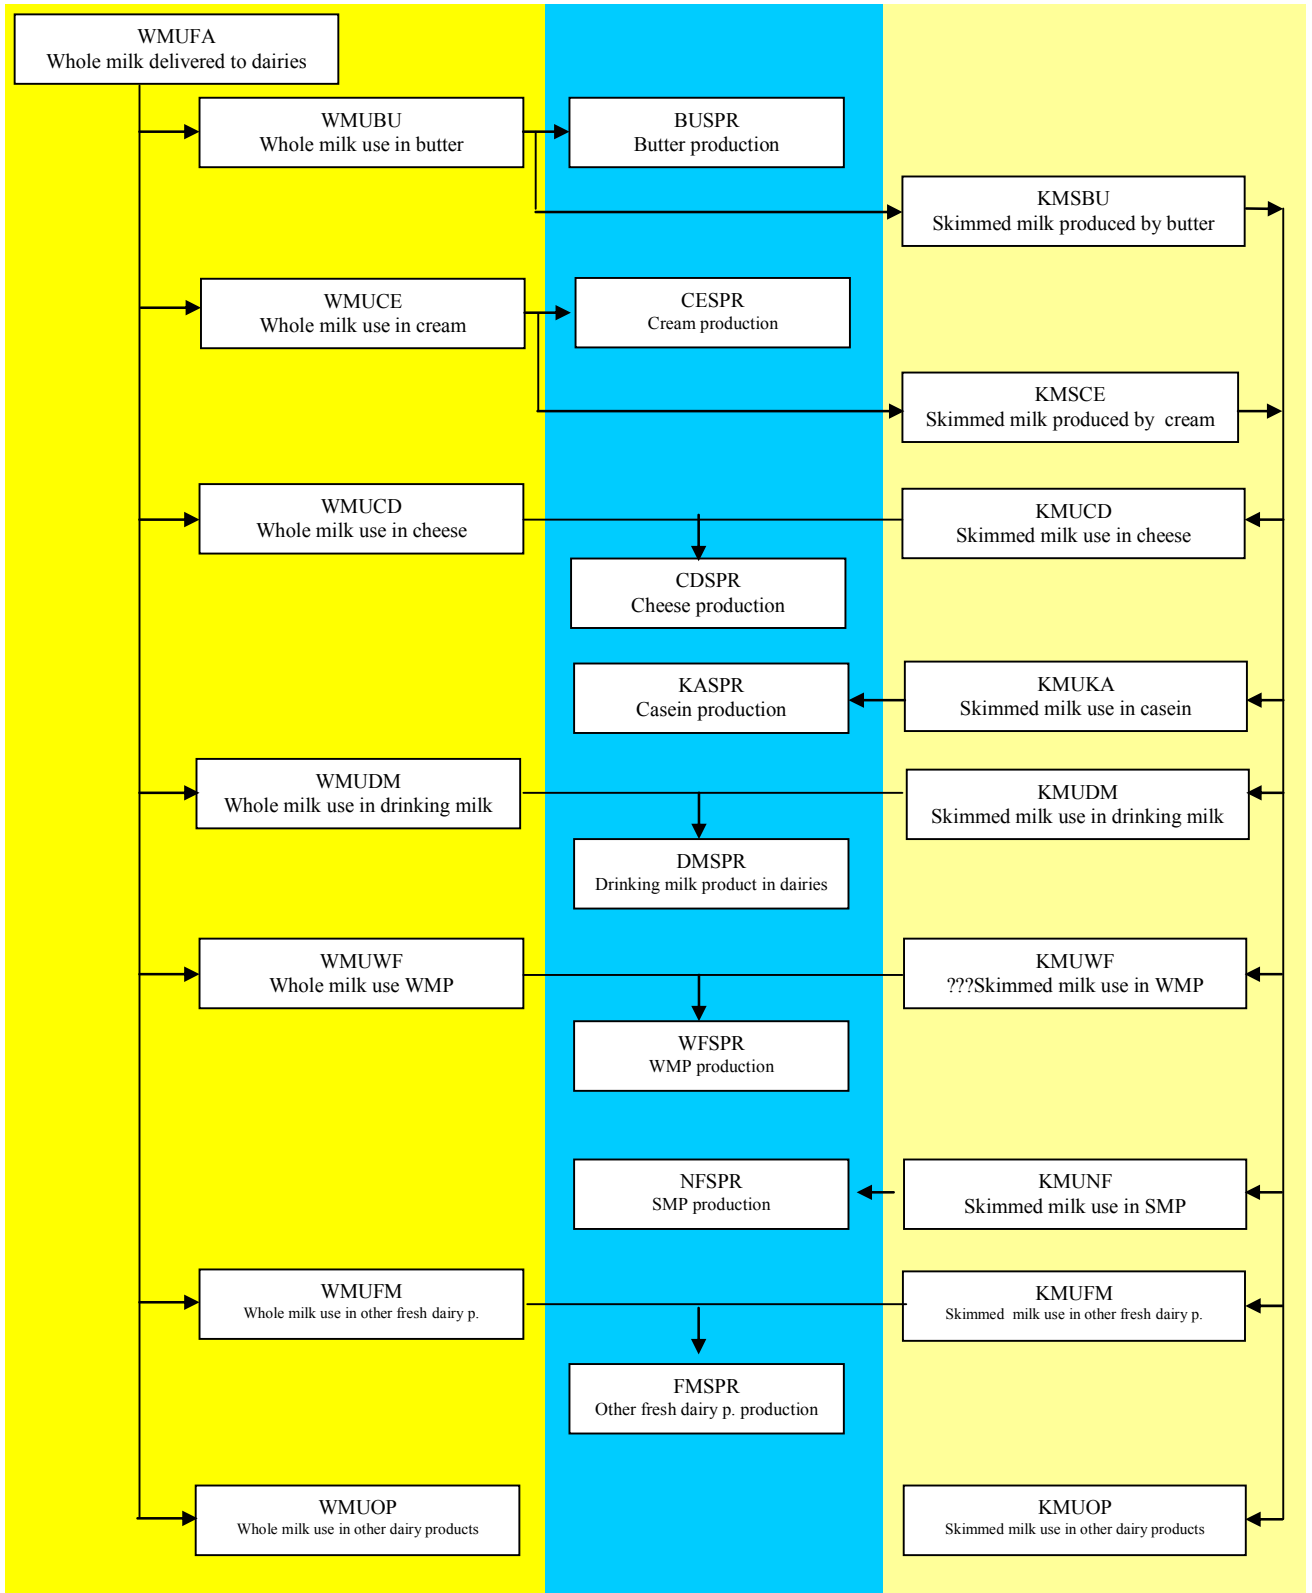 WMUFA
Whole milk delivered to dairies
WMUBU
Whole milk use in butter
BUSPR
Butter production
KMSBU
Skimmed milk produced by butter
WMUCE
Whole milk use in cream
CESPR
Cream production
KMSCE
Skimmed milk produced by  cream
WMUCD
Whole milk use in cheese
KMUCD
Skimmed milk use in cheese
CDSPR
Cheese production
KASPR
Casein production
KMUKA
Skimmed milk use in casein
WMUDM
Whole milk use in drinking milk
KMUDM
Skimmed milk use in drinking milk
DMSPR
Drinking milk product in dairies
WMUWF
Whole milk use WMP
KMUWF
???Skimmed milk use in WMP
WFSPR
WMP production
NFSPR
SMP production
KMUNF
Skimmed milk use in SMP
WMUFM
Whole milk use in other fresh dairy p.
KMUFM
Skimmed  milk use in other fresh dairy p.
FMSPR
Other fresh dairy p. production
WMUOP
Whole milk use in other dairy products
KMUOP
Skimmed milk use in other dairy products